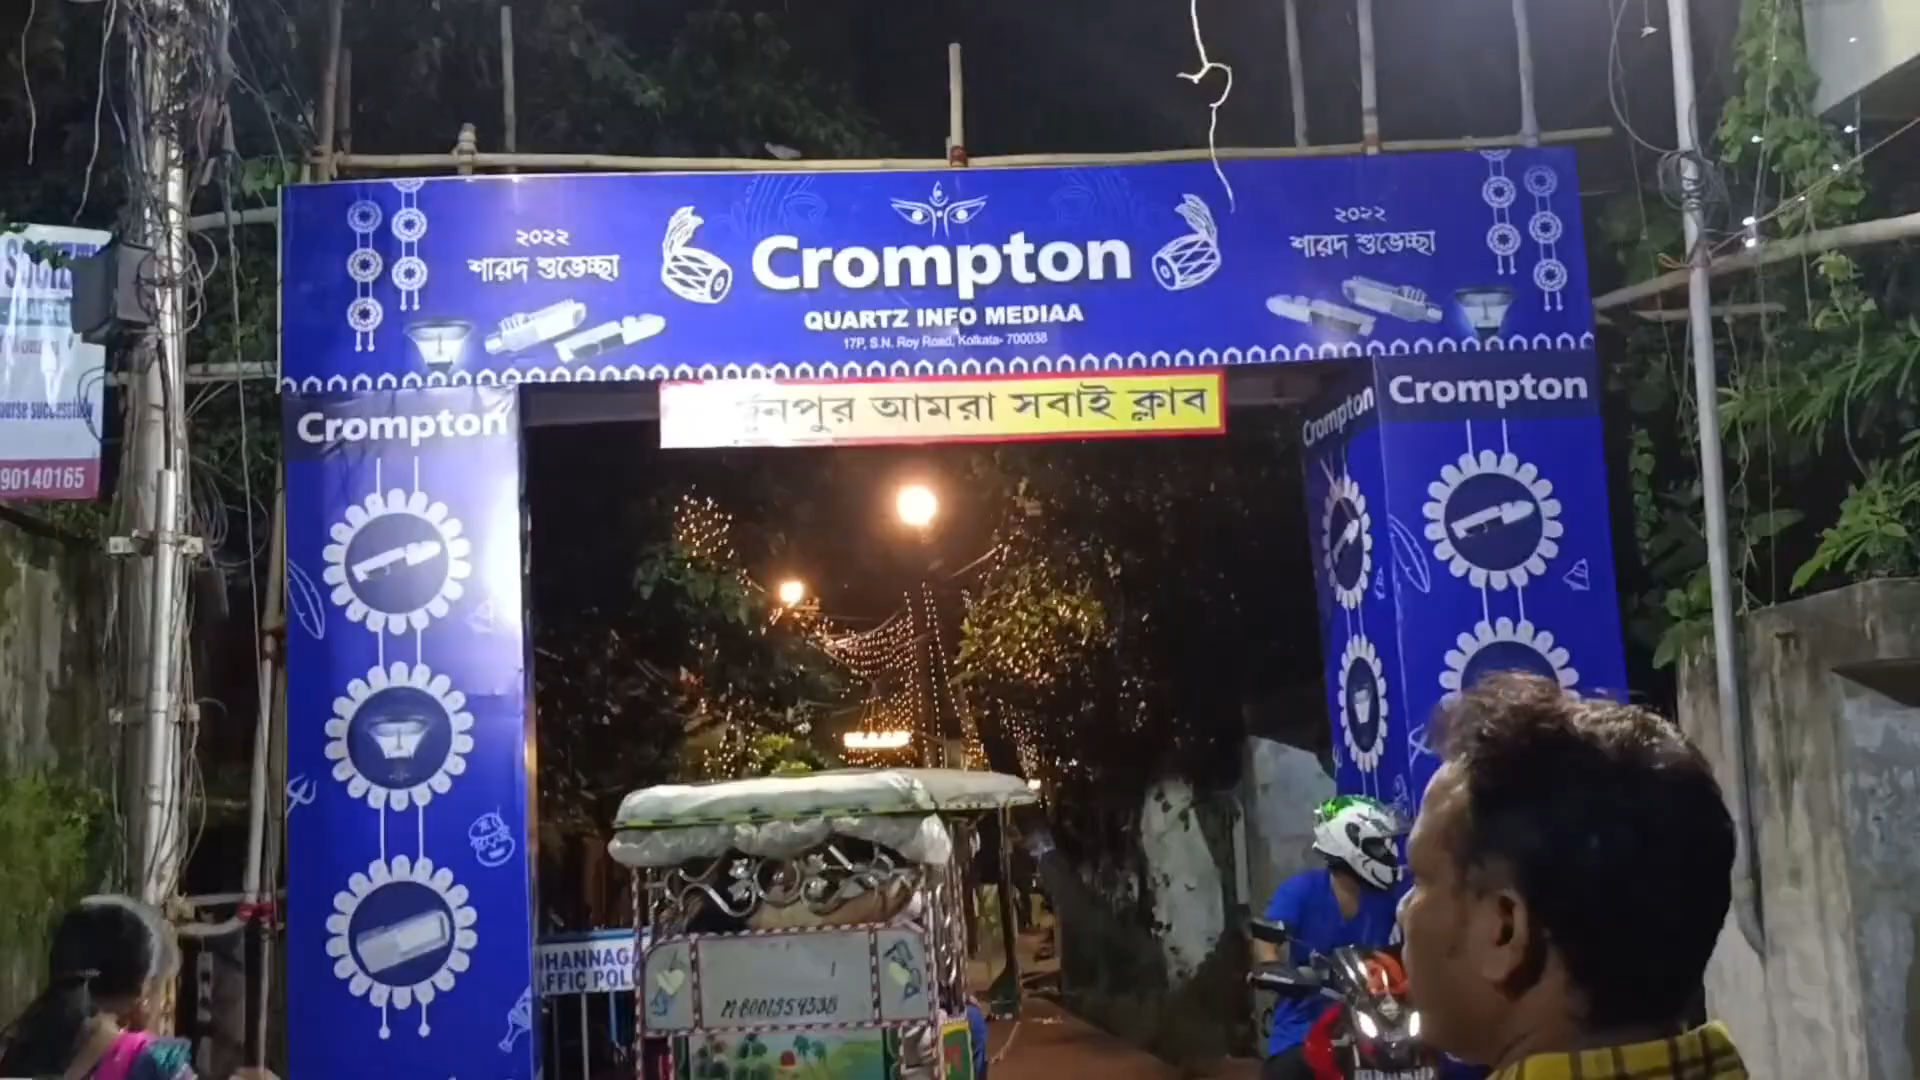 ২০২২
শারদ শুভেচ্ছা
Crompton
QUARTZ INFO MEDIAA
17P, S.N. Roy Road, Kolkata- 700038
২০২২
শারদ শুভেচ্ছা
আমরা সবাই ক্লাব
Crompton
Crompton
Crompton
90140165